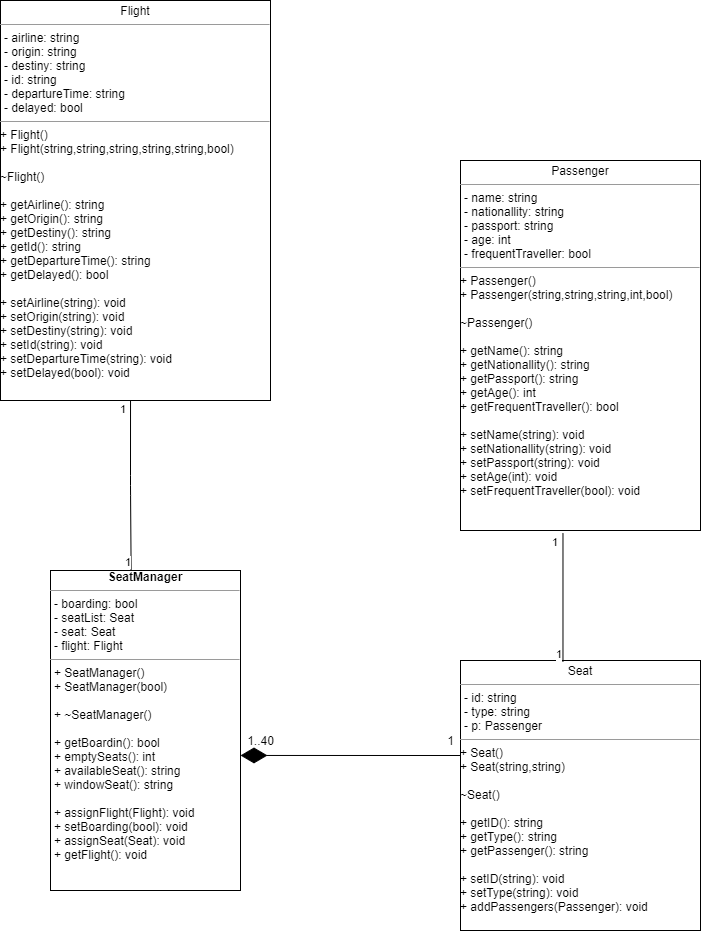 Flight
- airline: string
- origin: string
- destiny: string
- id: string
- departureTime: string
- delayed: bool
+ Flight()
+ Flight(string,string,string,string,string,bool)
~Flight()
+ getAirline(): string
+ getOrigin(): string
+ getDestiny(): string
+ getId(): string
+ getDepartureTime(): string
+ getDelayed(): bool
+ setAirline(string): void
+ setOrigin(string): void
+ setDestiny(string): void
+ setId(string): void
+ setDepartureTime(string): void
+ setDelayed(bool): void
1
1
Passenger
- name: string
- nationallity: string
- passport: string
- age: int
- frequentTraveller: bool
+ Passenger()
+ Passenger(string,string,string,int,bool)
~Passenger()
+ getName(): string
+ getNationallity(): string
+ getPassport(): string
+ getAge(): int
+ getFrequentTraveller(): bool
+ setName(string): void
+ setNationallity(string): void
+ setPassport(string): void
+ setAge(int): void
+ setFrequentTraveller(bool): void
1
1
SeatManager
- boarding: bool
- seatList: Seat
- seat: Seat
- flight: Flight
+ SeatManager()
+ SeatManager(bool)
+ ~SeatManager()
+ getBoardin(): bool
+ emptySeats(): int
+ availableSeat(): string
+ windowSeat(): string
+ assignFlight(Flight): void
+ setBoarding(bool): void
+ assignSeat(Seat): void
+ getFlight(): void
1..40
1
Seat
- id: string
- type: string
- p: Passenger
+ Seat()
+ Seat(string,string)
~Seat()
+ getID(): string
+ getType(): string
+ getPassenger(): string
+ setID(string): void
+ setType(string): void
+ addPassengers(Passenger): void